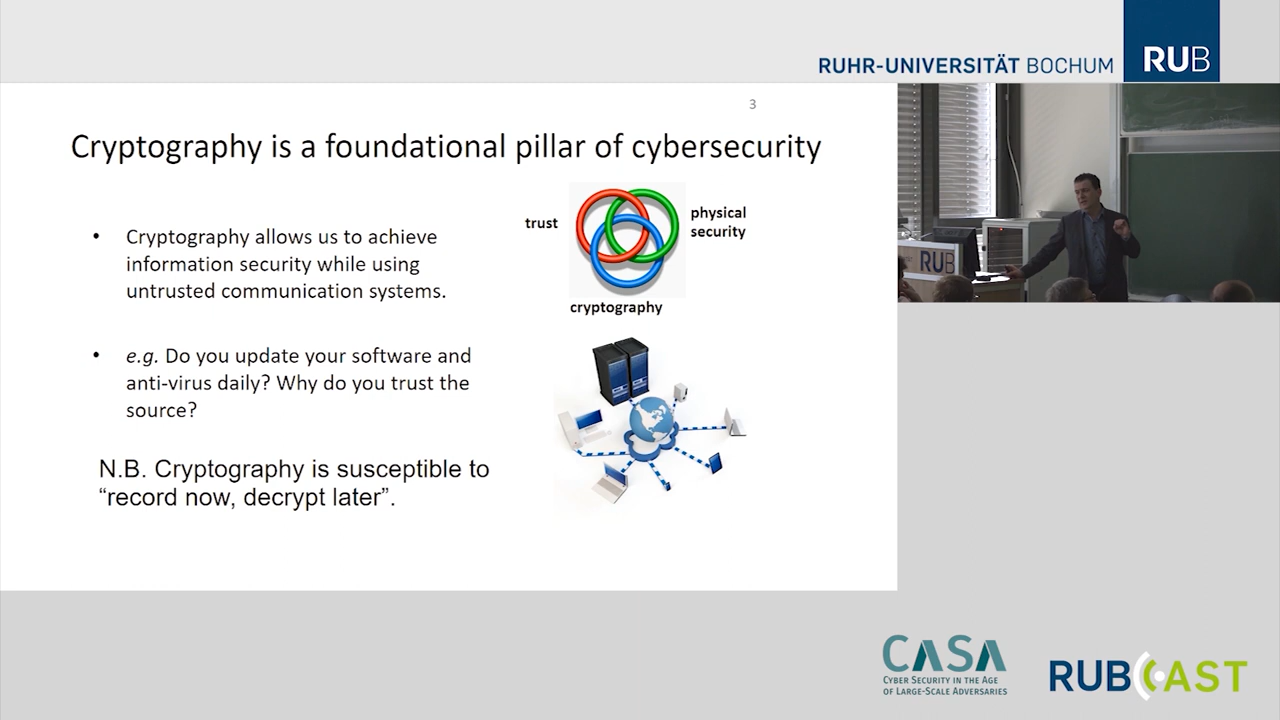 RUHR-UNIVERSITÄT BOCHUM
RUB
3
Cryptography is a foundational pillar of cybersecurity
• Cryptography allows us to achieve
information security while using
untrusted communication systems.
• e.g. Do you update your software and
anti-virus daily? Why do you trust the
source?
N.B. Cryptography is susceptible to
“record now, decrypt later”.
trust
physical
security
cryptography
RUB
CASA
CYBER SECURITY IN THE AGE
OF LARGE-SCALE ADVERSARIES
RUBCAST